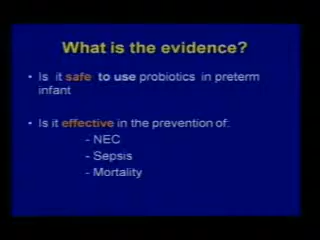 What is the evidence?
• Is it safe to use probiotics in preterm
infant
• Is it effective in the prevention of:
- NEC
- Sepsis
- Mortality